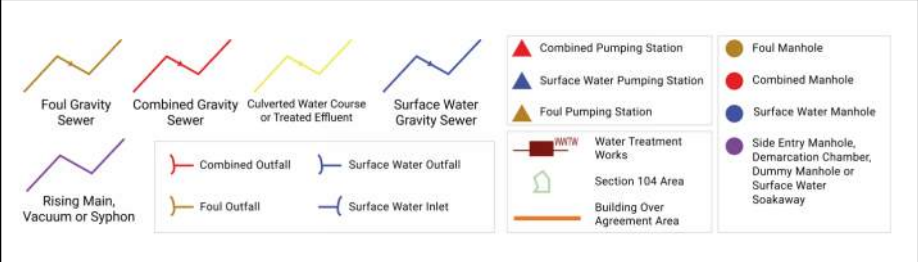 Foul Gravity
Sewer
Combined Gravity
Sewer
Culverted Water Course
or Treated Effluent
Surface Water
Gravity Sewer
Rising Main,
Vacuum or Syphon
Combined Outfall
Surface Water Outfall
Foul Outfall
Surface Water Inlet
Combined Pumping Station
Surface Water Pumping Station
Foul Pumping Station
WWTW
Water Treatment
Works
Section 104 Area
Building Over
Agreement Area
Foul Manhole
Combined Manhole
Surface Water Manhole
Side Entry Manhole,
Demarcation Chamber,
Dummy Manhole or
Surface Water
Soakaway